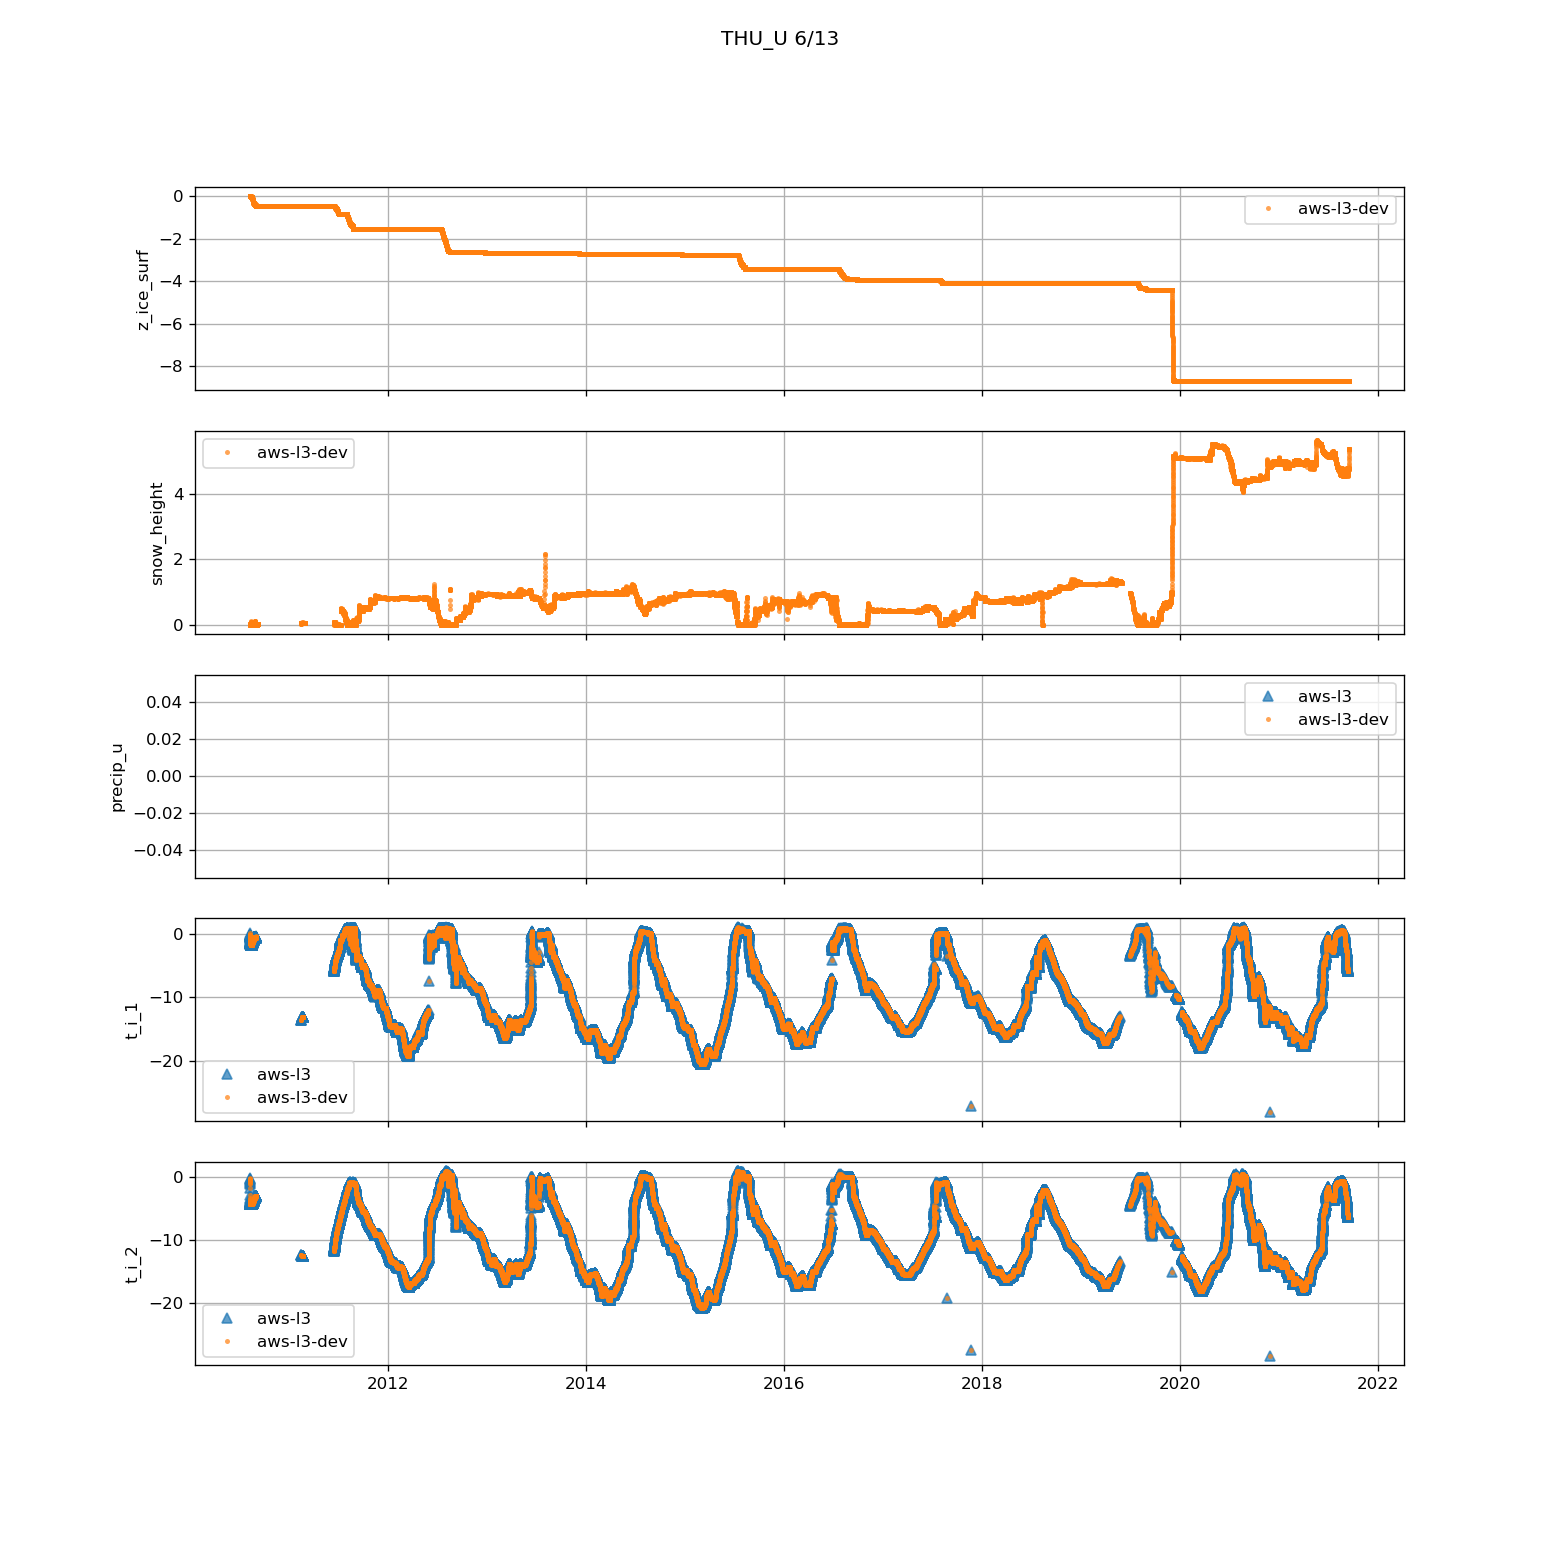 THU_U 6/13
0
−2
−4
−6
−8
z_ice_surf
aws-l3-dev
4
2
0
snow_height
aws-l3-dev
0.04
0.02
0.00
−0.02
−0.04
precip_u
aws-l3
aws-l3-dev
0
−10
−20
t_i_1
aws-l3
aws-l3-dev
0
−10
−20
t_i_2
aws-l3
aws-l3-dev
2012 2014 2016 2018 2020 2022